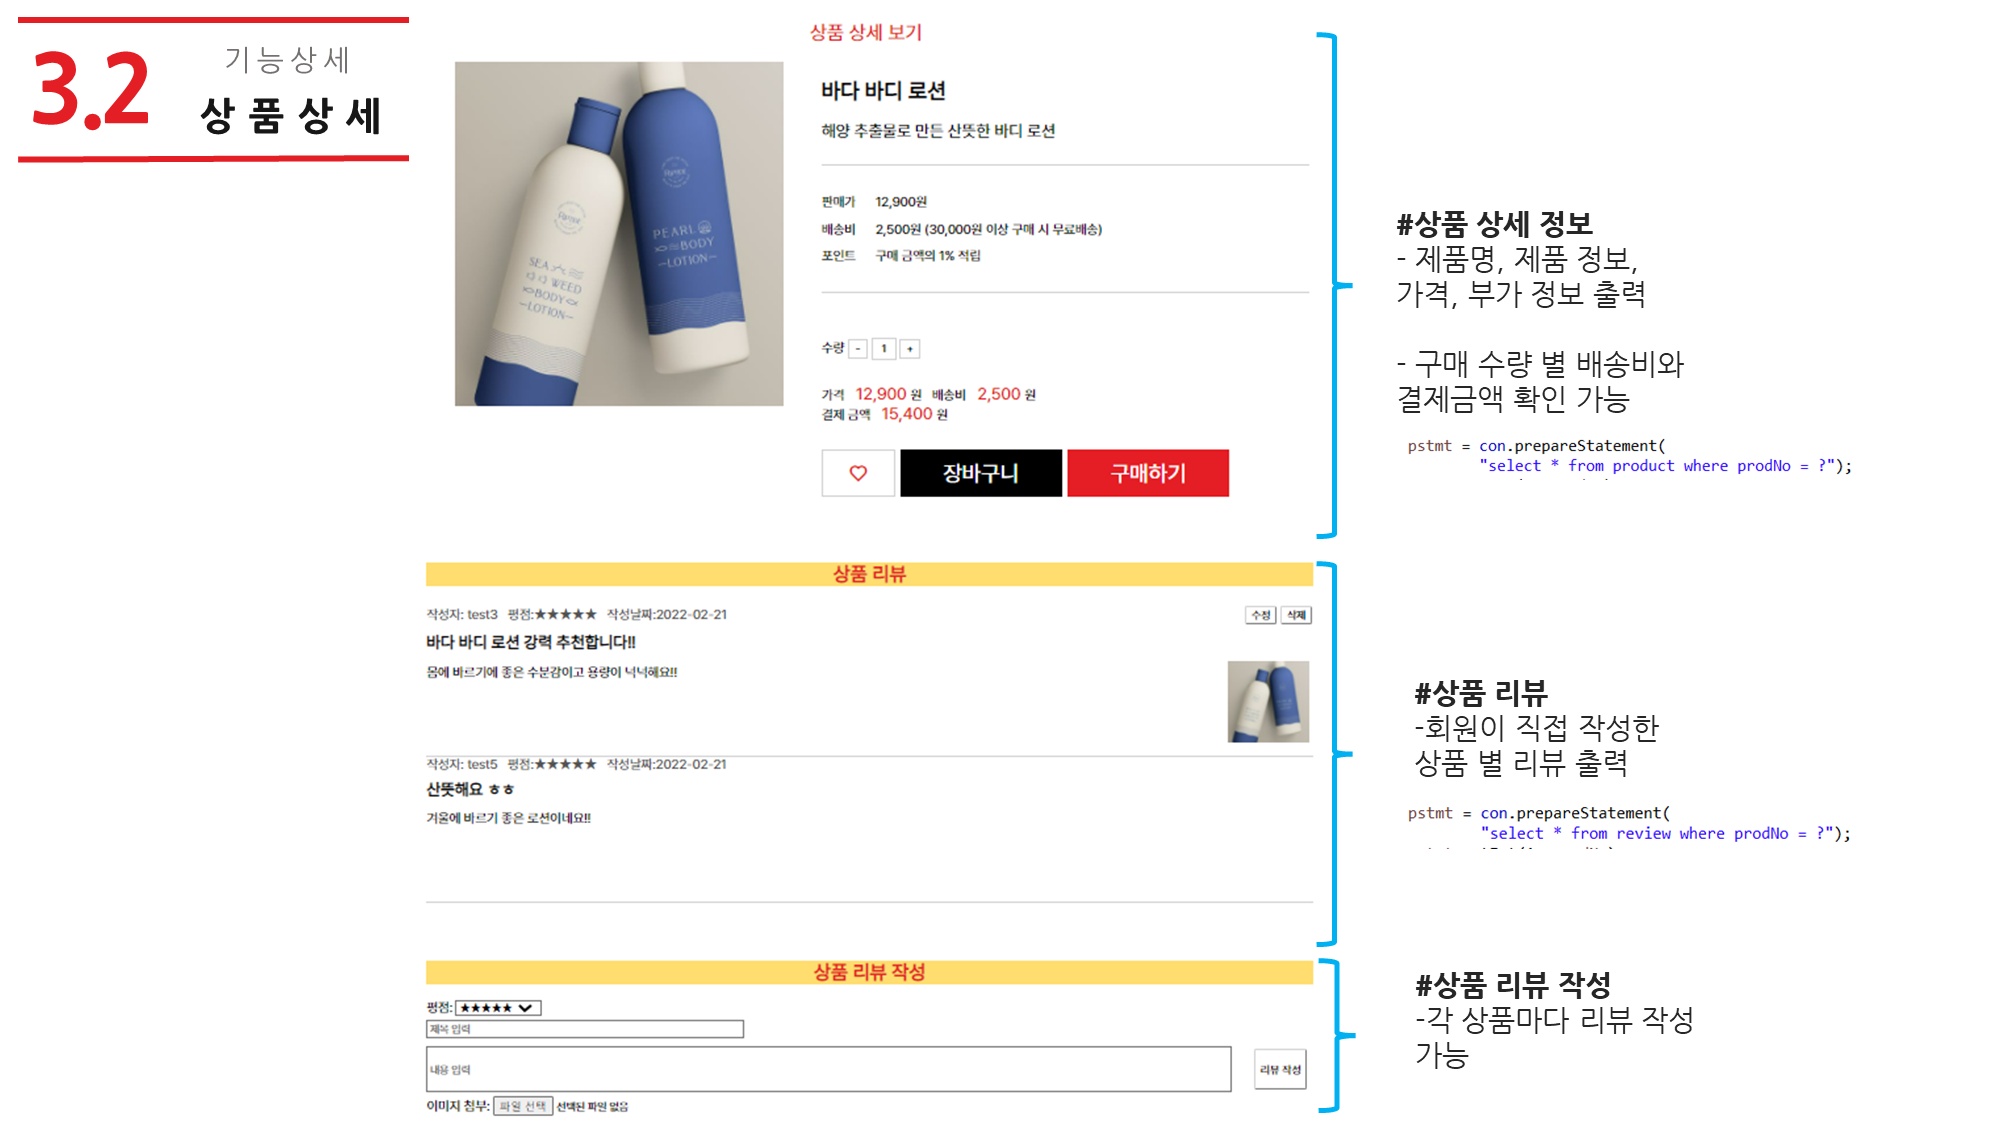 3.2
기능상세
상품상세
상품 상세 보기
바다 바디 로션
해양 추출물로 만든 산뜻한 바디 로션
판매가 12,900원
배송비 2,500원 (30,000원 이상 구매 시 무료배송)
포인트 구매 금액의 1% 적립
수량 - 1 +
가격 12,900 원 배송비 2,500 원
결제 금액 15,400 원
장바구니 구매하기
SEA
WEED
BODY
LOTION
PEARL
BODY
LOTION
#상품 상세 정보
- 제품명, 제품 정보,
가격, 부가 정보 출력
- 구매 수량 별 배송비와
결제금액 확인 가능
pstmt = con.prepareStatement(
"select * from product where prodNo = ?");
상품 리뷰
작성자: test3 평점:★★★★★ 작성날짜:2022-02-21 수정 삭제
바다 바디 로션 강력 추천합니다!!
몸에 바르기에 좋은 수분감이고 용량이 넉넉해요!!
작성자: test5 평점:★★★★★ 작성날짜:2022-02-21
산뜻해요 ㅎㅎ
겨울에 바르기 좋은 로션이네요!!
#상품 리뷰
-회원이 직접 작성한
상품 별 리뷰 출력
pstmt = con.prepareStatement(
"select * from review where prodNo = ?");
상품 리뷰 작성
평점: ★★★★★
제목 입력
내용 입력
리뷰 작성
이미지 첨부: 파일 선택 선택된 파일 없음
#상품 리뷰 작성
-각 상품마다 리뷰 작성
가능